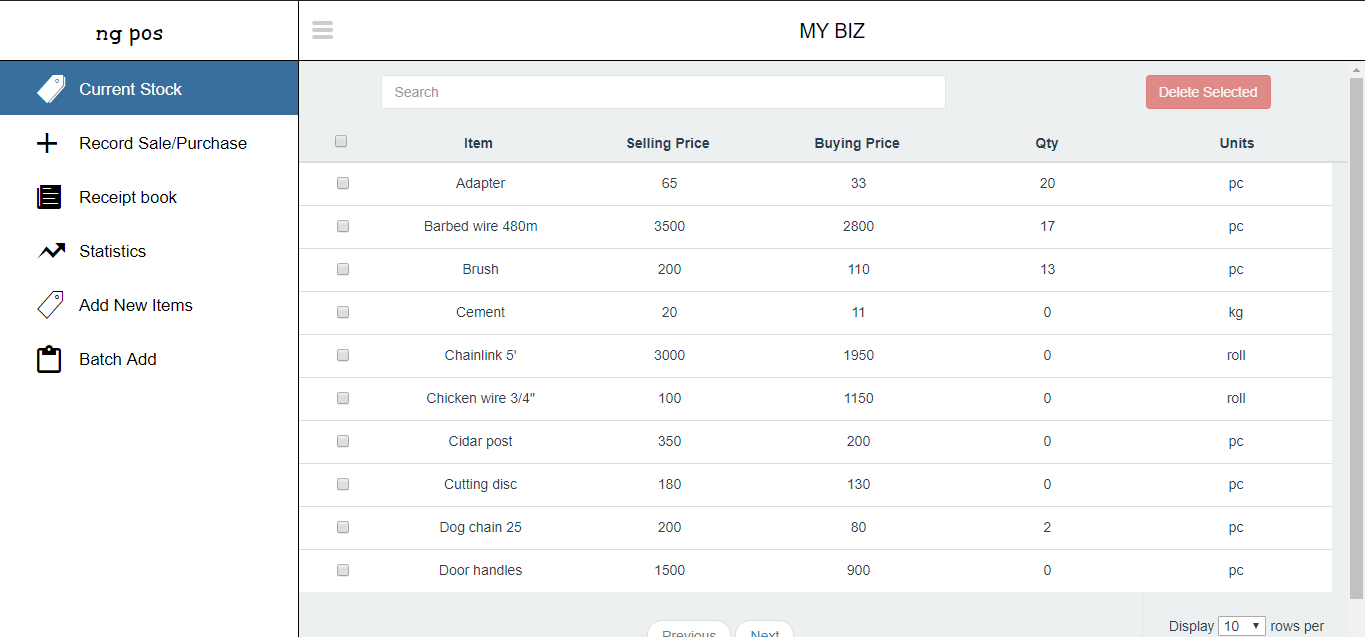 ng pos
MY BIZ
Current Stock
Record Sale/Purchase
Receipt book
Statistics
Add New Items
Batch Add
Search
Delete Selected
Item Selling Price Buying Price Qty Units
Adapter 65 33 20 pc
Barbed wire 480m 3500 2800 17 pc
Brush 200 110 13 pc
Cement 20 11 0 kg
Chainlink 5' 3000 1950 0 roll
Chicken wire 3/4" 100 1150 0 roll
Cidar post 350 200 0 pc
Cutting disc 180 130 0 pc
Dog chain 25 200 80 2 pc
Door handles 1500 900 0 pc
Previous Next
Display 10 rows per